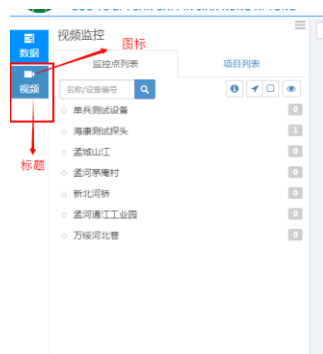 视频监控
图标
数据
监控点列表 项目列表
视频
名称/设备编号
单兵测试设备 0
海康测试探头 1
孟城山江 0
标题
孟河茅庵村 0
新北河桥 0
孟河通江工业园 0
万绥河北巷 0